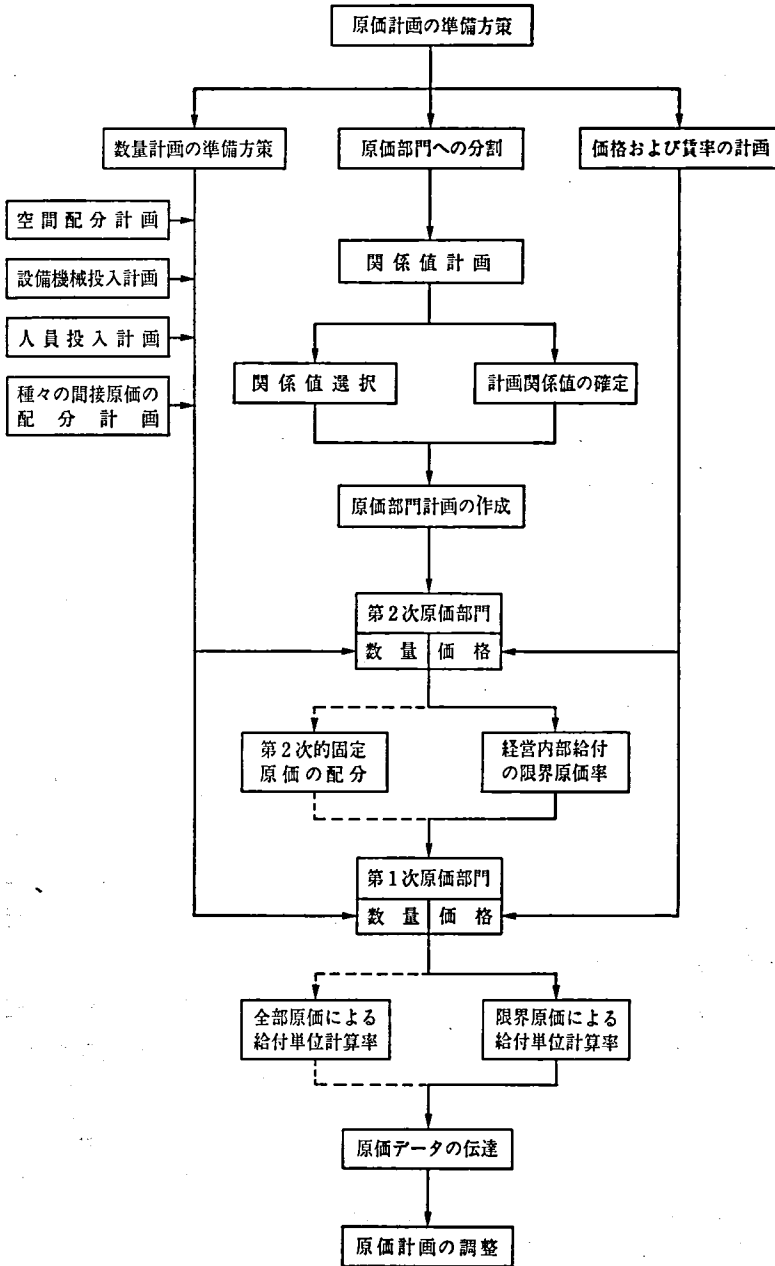 原価計画の準備方策
数量計画の準備方策
原価部門への分割
価格および賃率の計画
空間配分計画
設備機械投入計画
人員投入計画
種々の間接原価の
配分計画
関係値計画
関係値選択
計画関係値の確定
原価部門計画の作成
第2次原価部門
数量 価格
第2次的固定
原価の配分
経営内部給付
の限界原価率
第1次原価部門
数量 価格
全部原価による
給付単位計算率
限界原価による
給付単位計算率
原価データの伝達
原価計画の調整